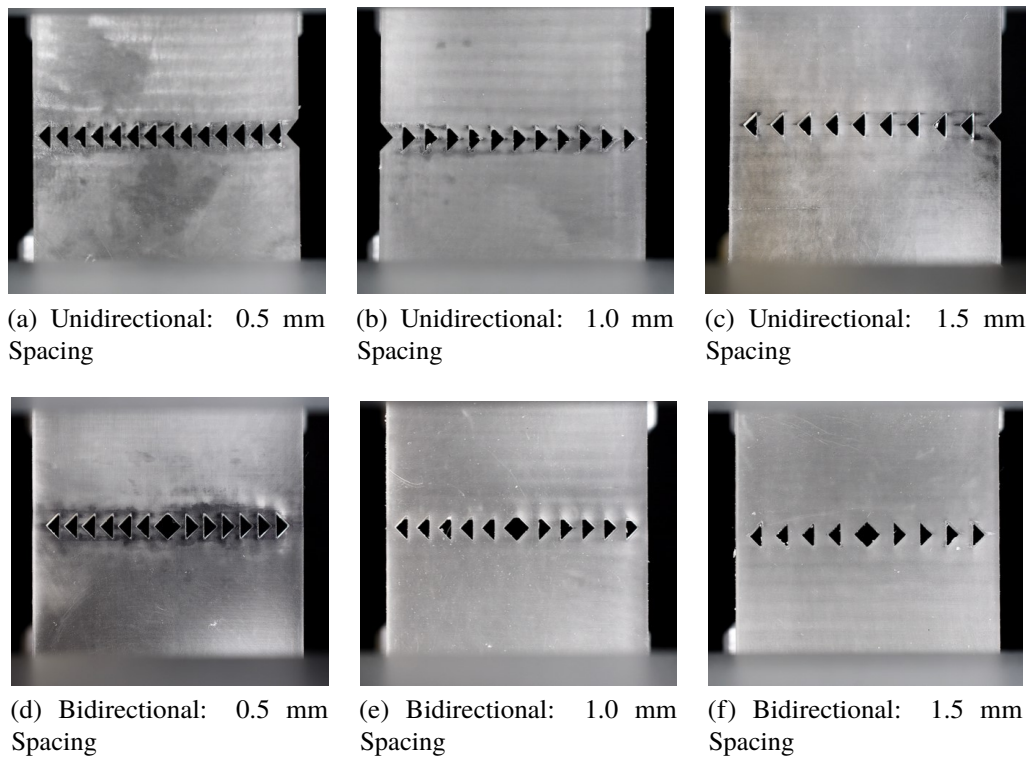 (a) Unidirectional: 0.5 mm
Spacing
(b) Unidirectional: 1.0 mm
Spacing
(c) Unidirectional: 1.5 mm
Spacing
(d) Bidirectional: 0.5 mm
Spacing
(e) Bidirectional: 1.0 mm
Spacing
(f) Bidirectional: 1.5 mm
Spacing